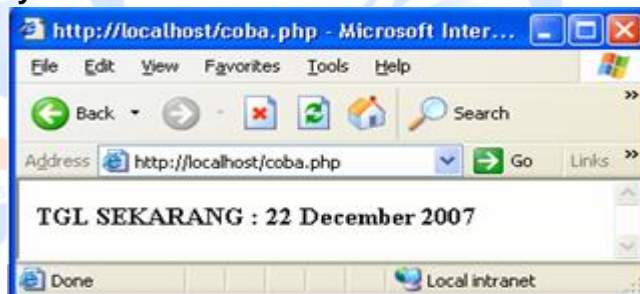 http://localhost/coba.php - Microsoft Inter...
File Edit View Favorites Tools Help
Back Search »
Address http://localhost/coba.php Go Links »
TGL SEKARANG : 22 December 2007
Done Local intranet